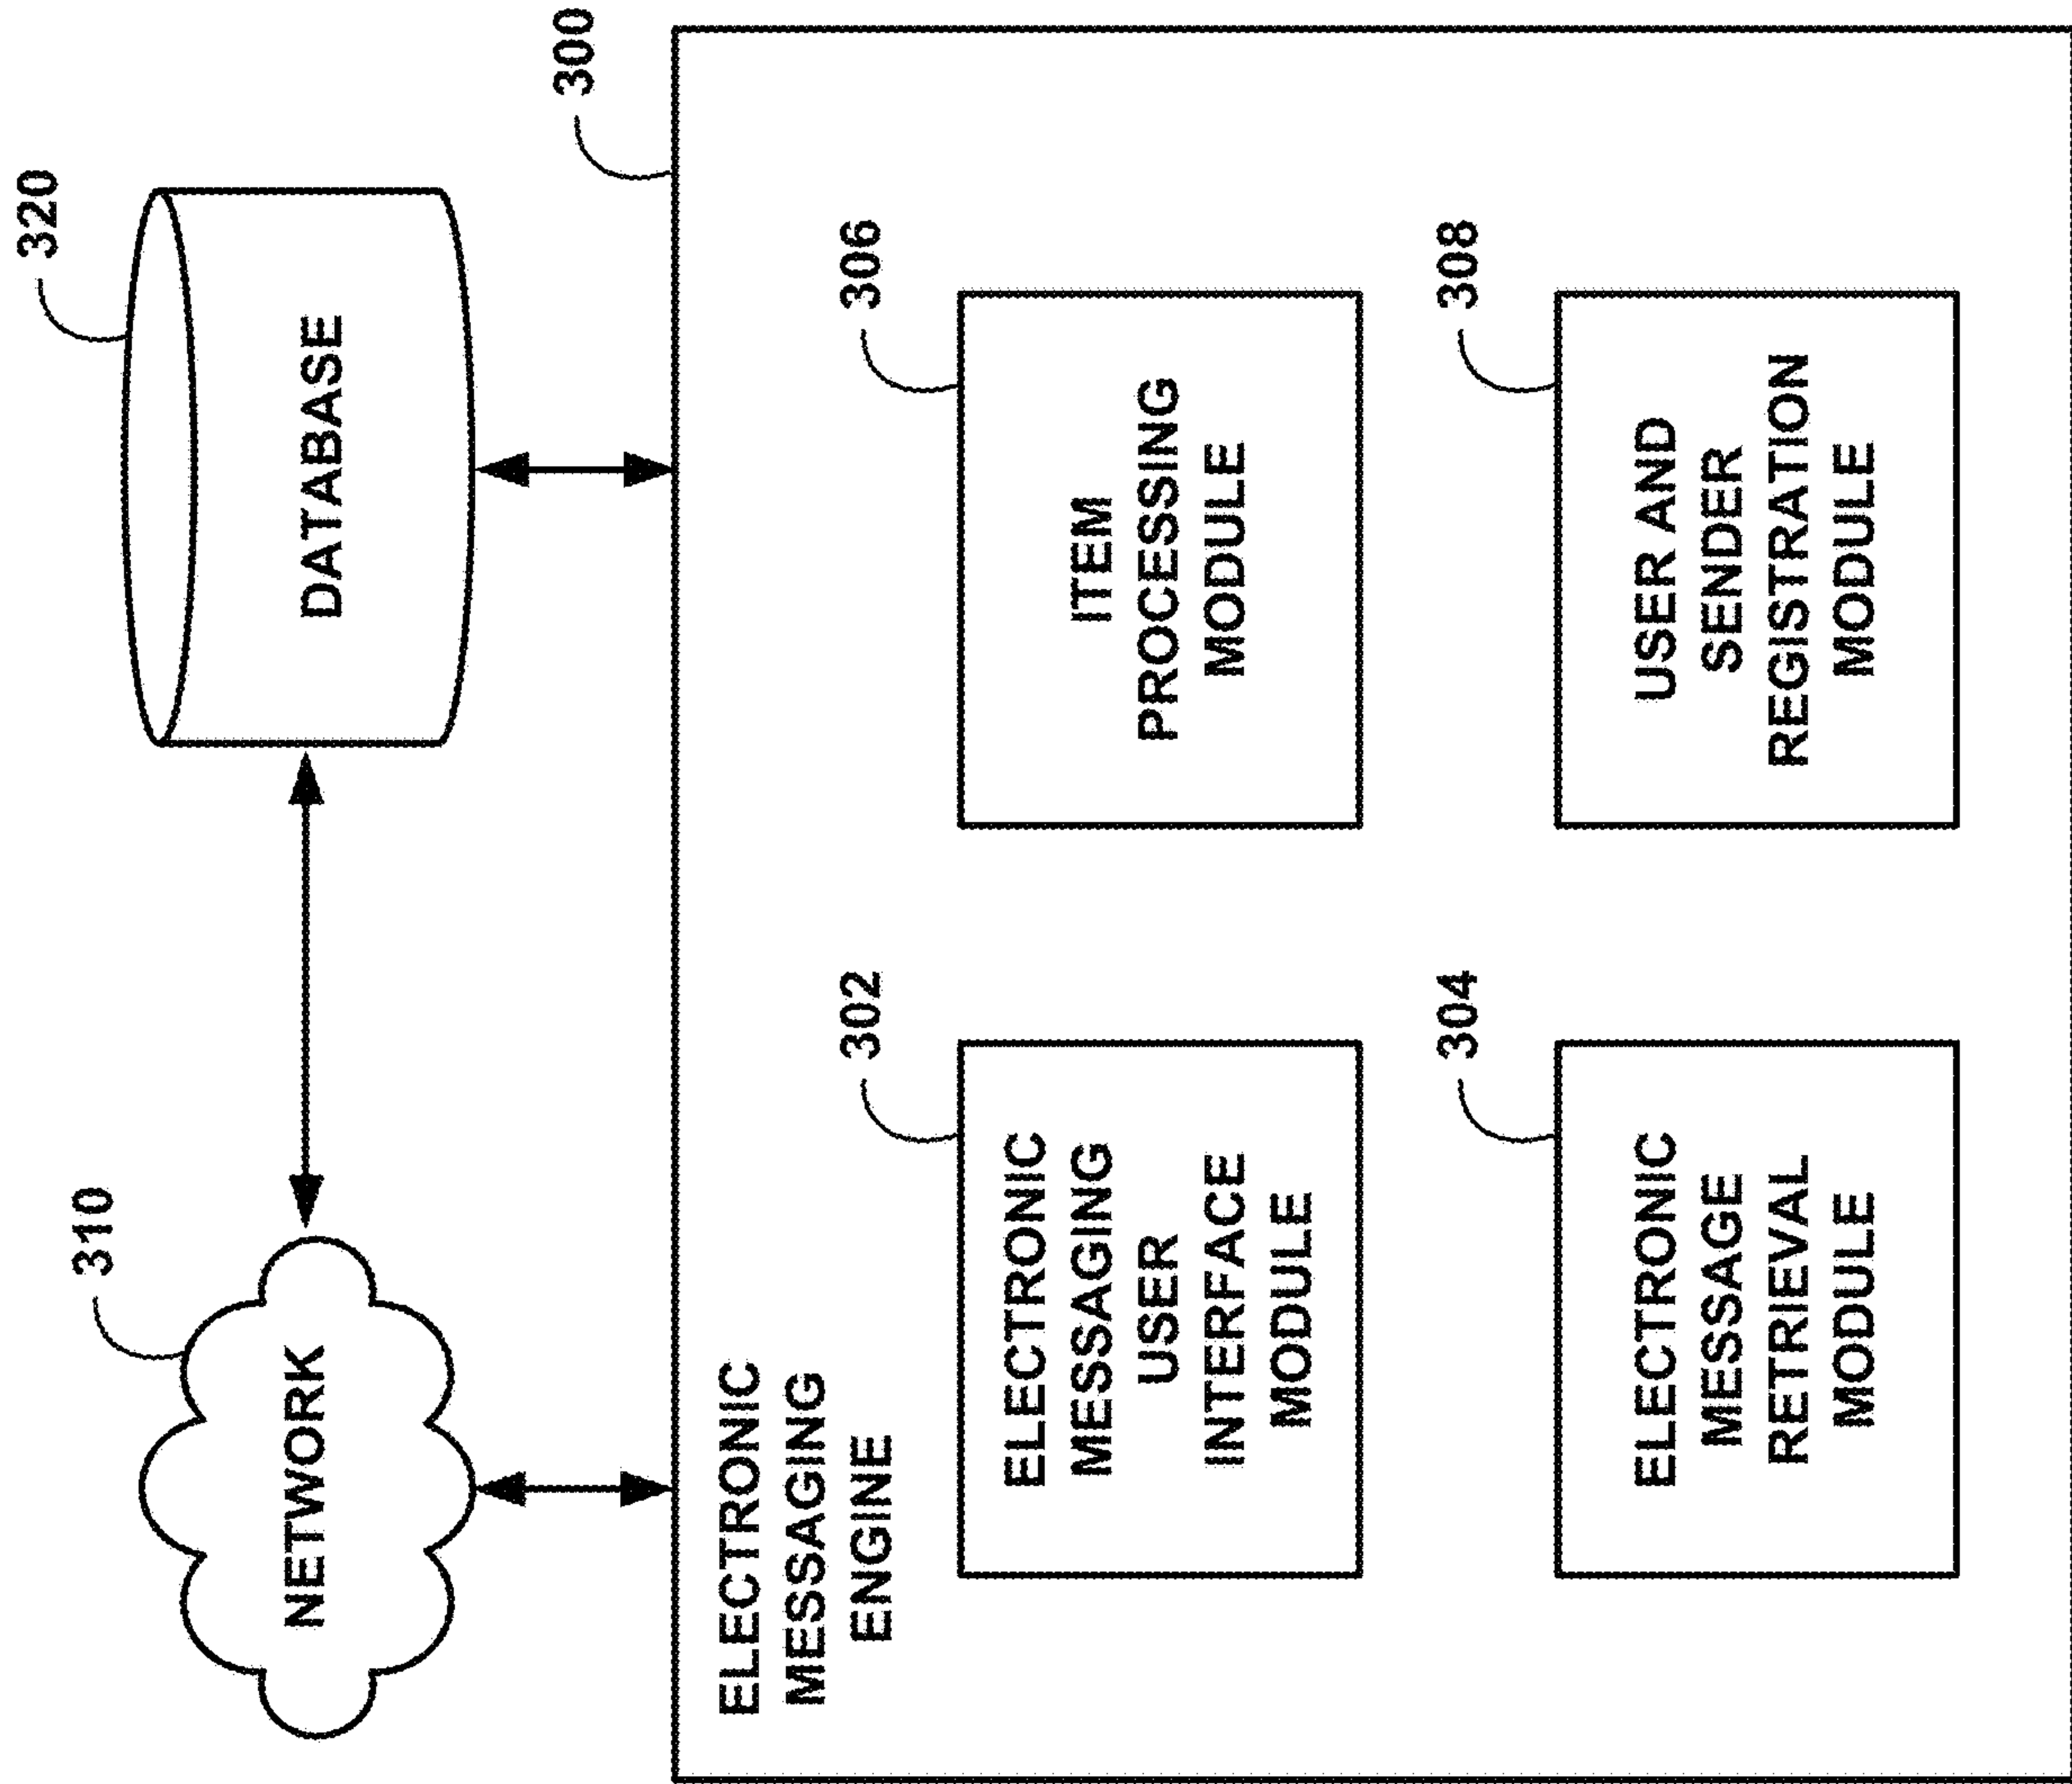 310
NETWORK
320
DATABASE
300
ELECTRONIC
MESSAGING
ENGINE
302
ELECTRONIC
MESSAGING
USER
INTERFACE
MODULE
306
ITEM
PROCESSING
MODULE
304
ELECTRONIC
MESSAGE
RETRIEVAL
MODULE
308
USER AND
SENDER
REGISTRATION
MODULE